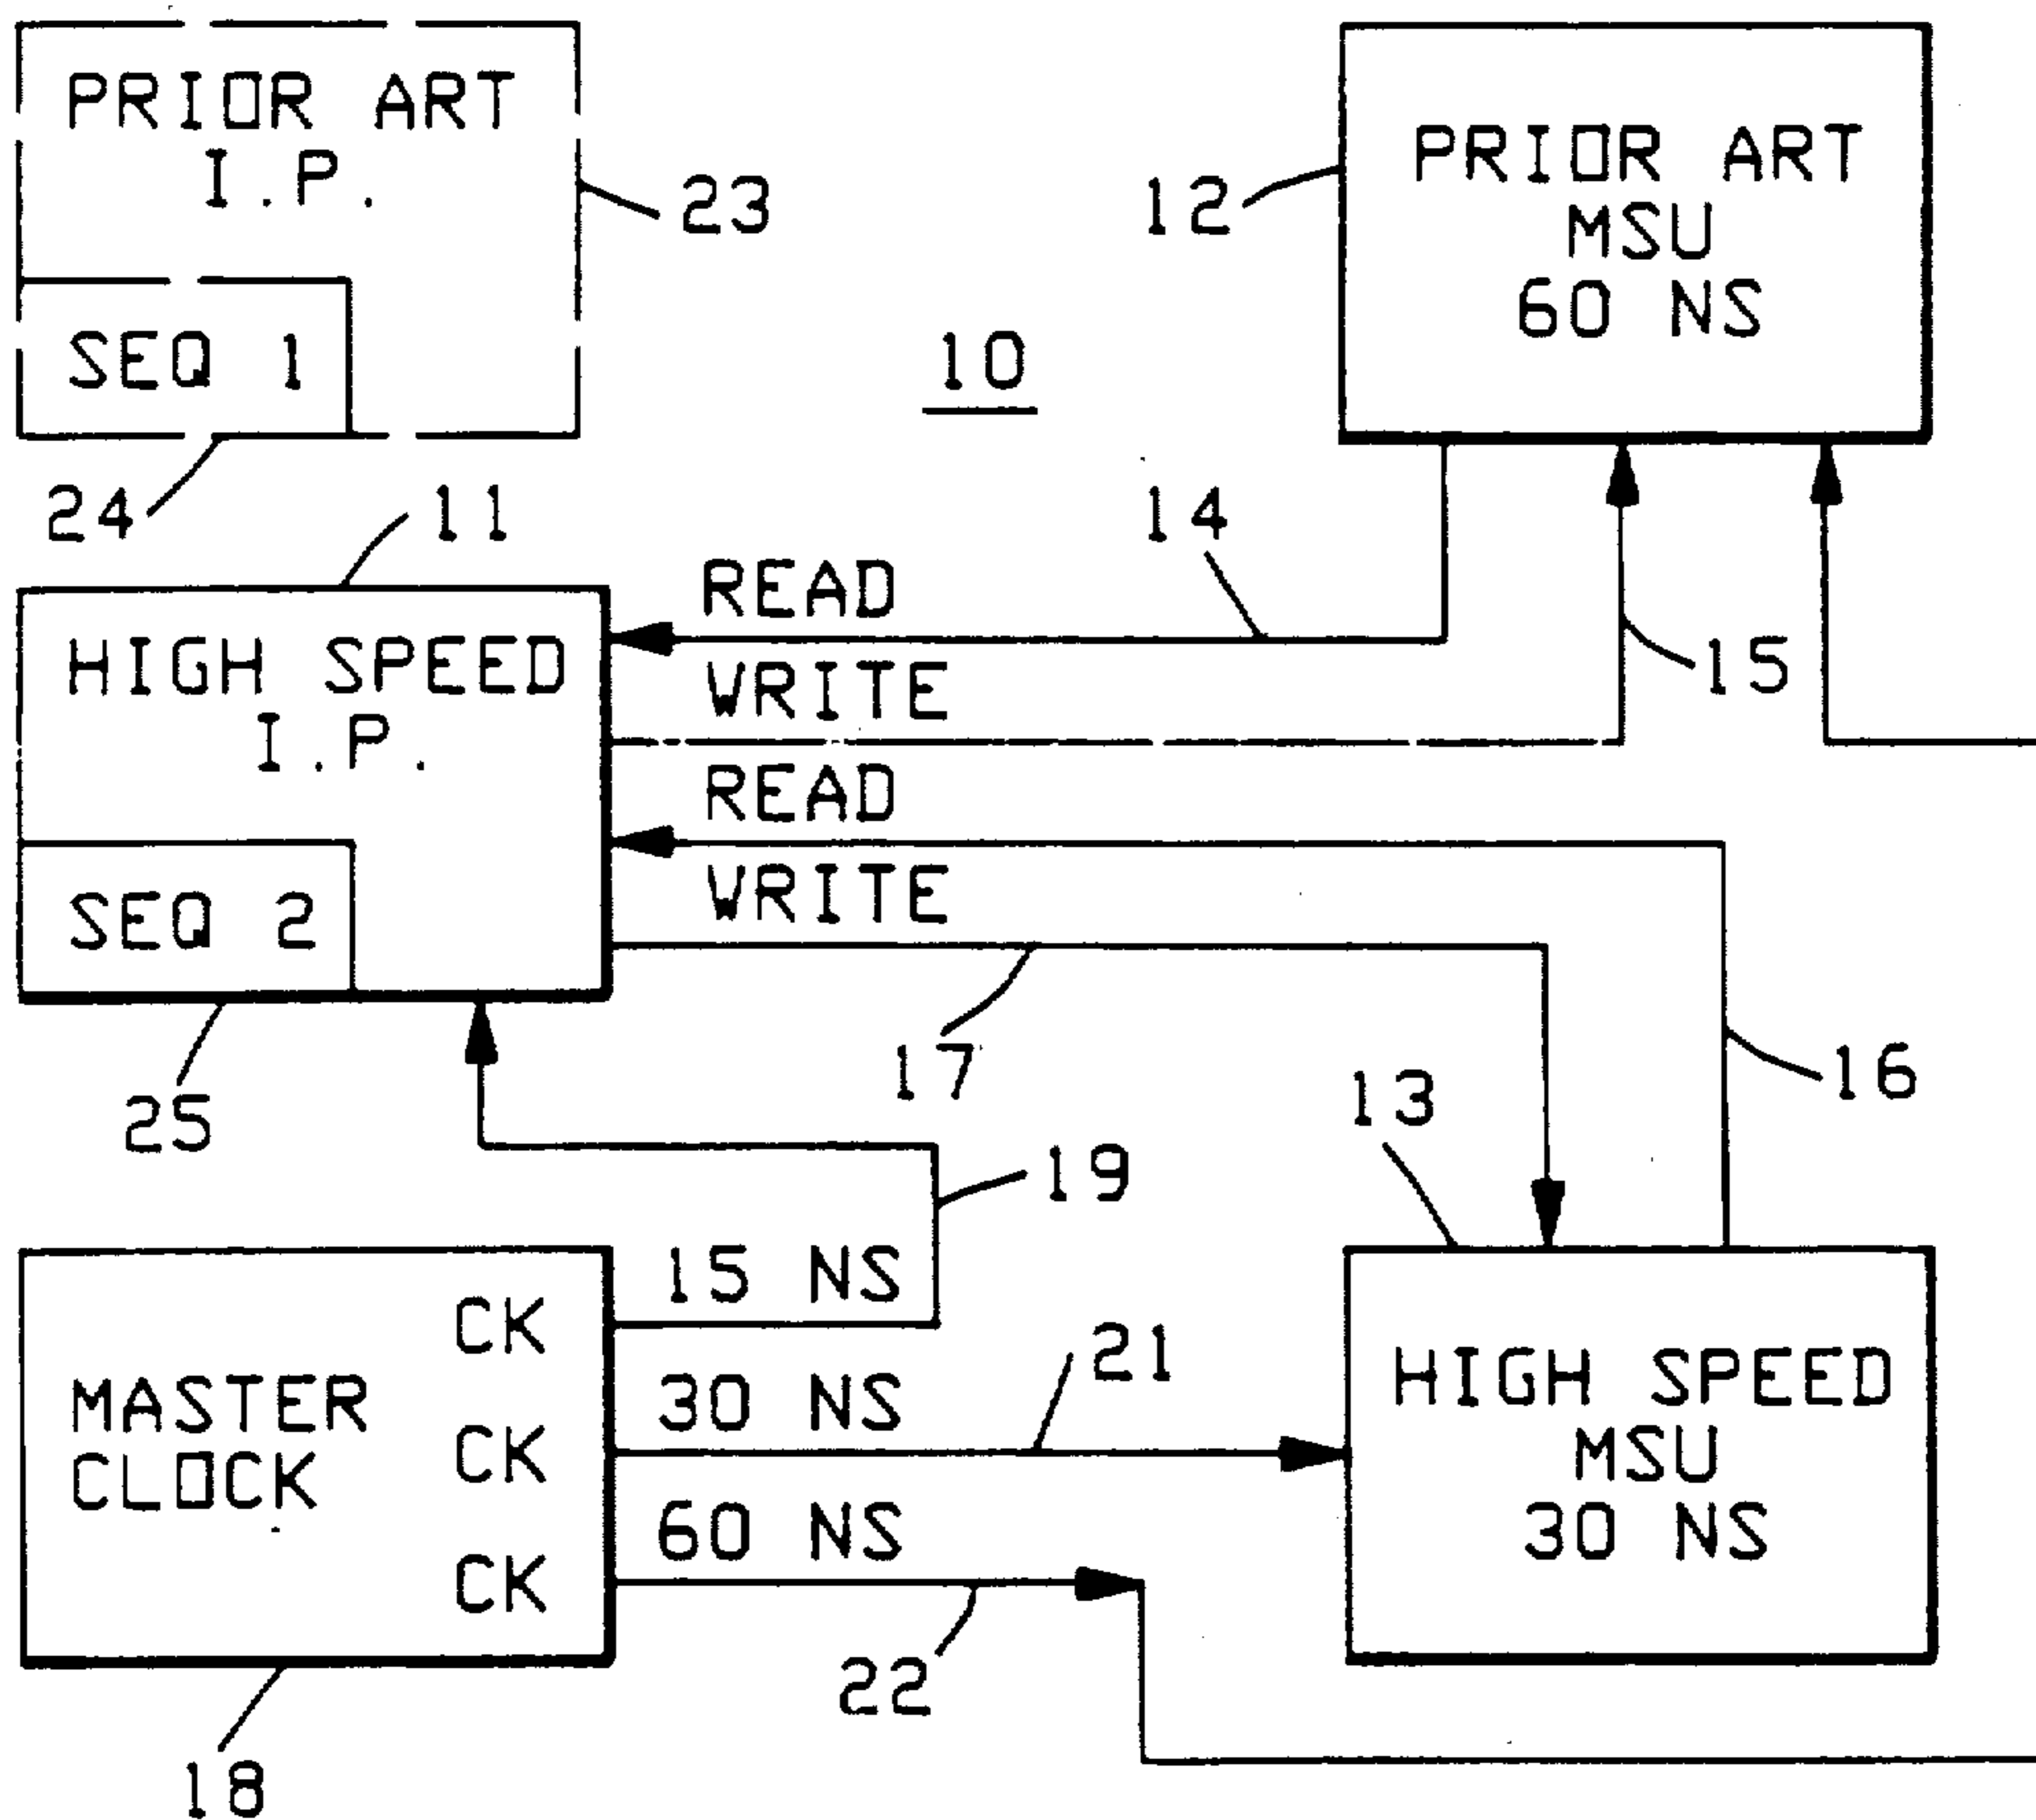 PRIOR ART
I.P.
23
SEQ 1
24
10
12
PRIOR ART
MSU
60 NS
11
HIGH SPEED
I.P.
SEQ 2
25
READ
14
WRITE
15
READ
WRITE
17
16
13
19
MASTER
CLOCK
CK
15 NS
CK
30 NS
21
CK
60 NS
22
18
HIGH SPEED
MSU
30 NS